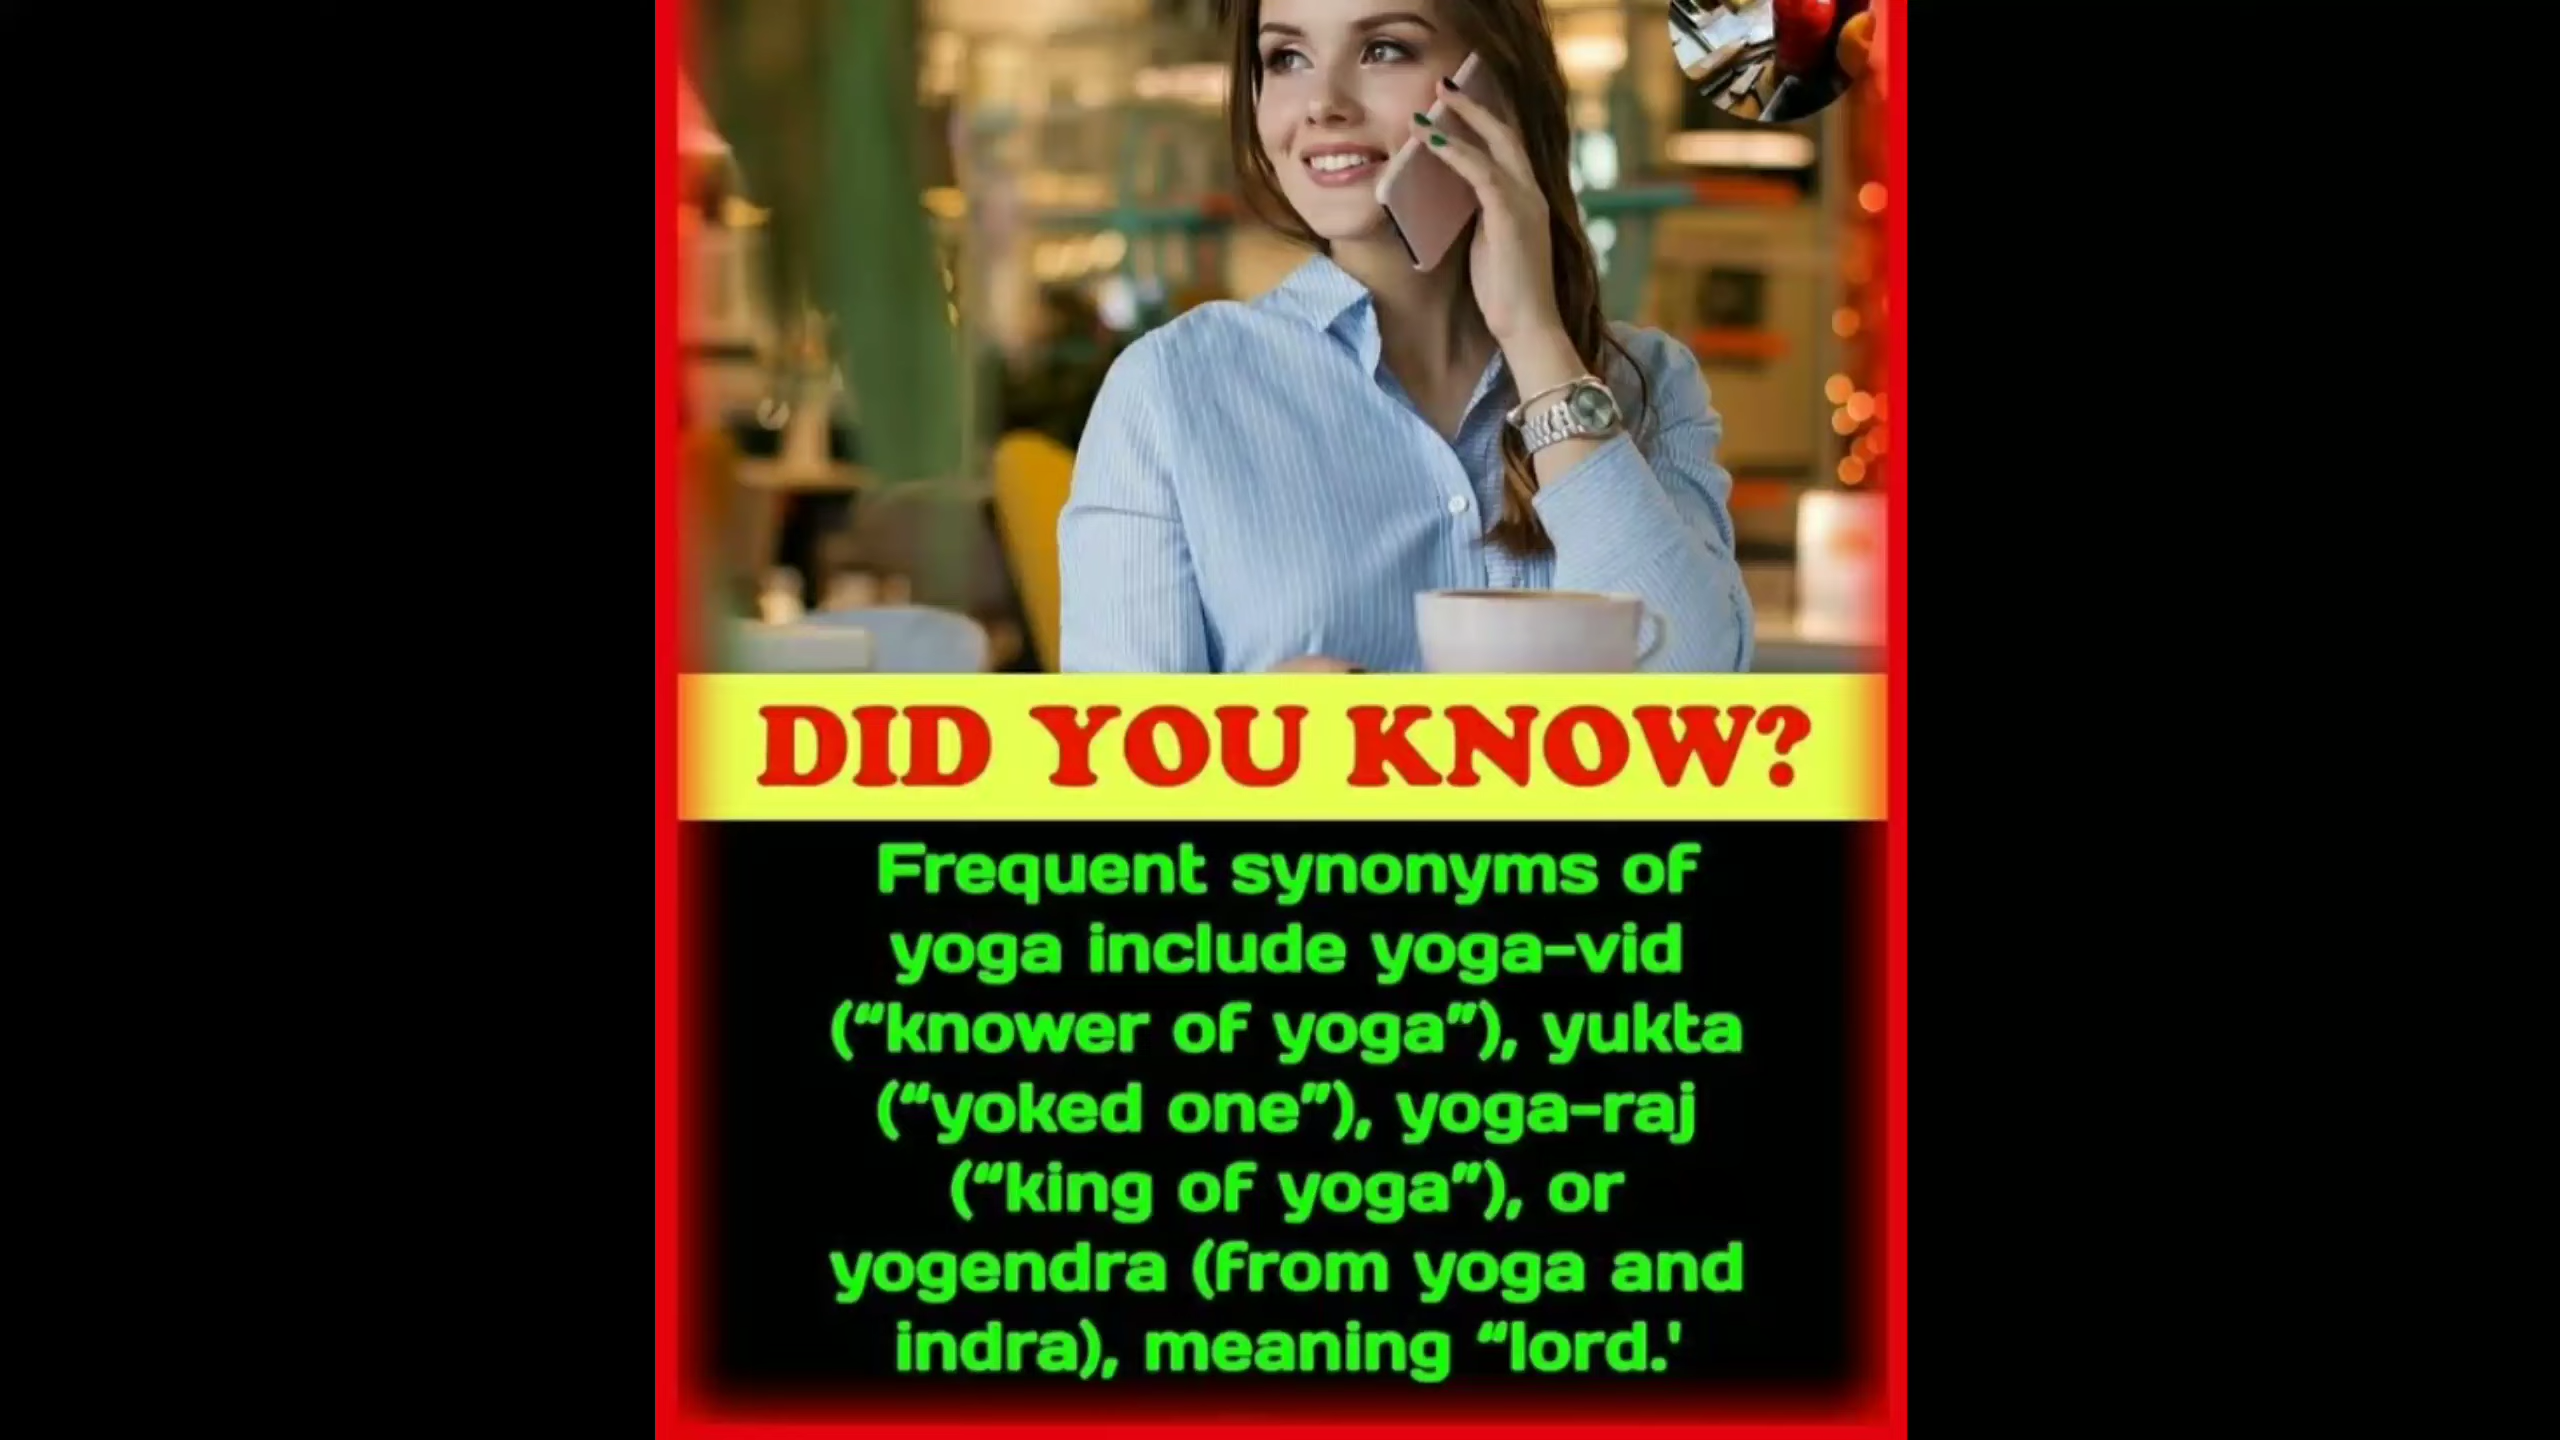 DID YOU KNOW?
Frequent synonyms of
yoga include yoga-vid
(“knower of yoga”), yukta
(“yoked one”), yoga-raj
(“king of yoga”), or
yogendra (from yoga and
indra), meaning “lord.'